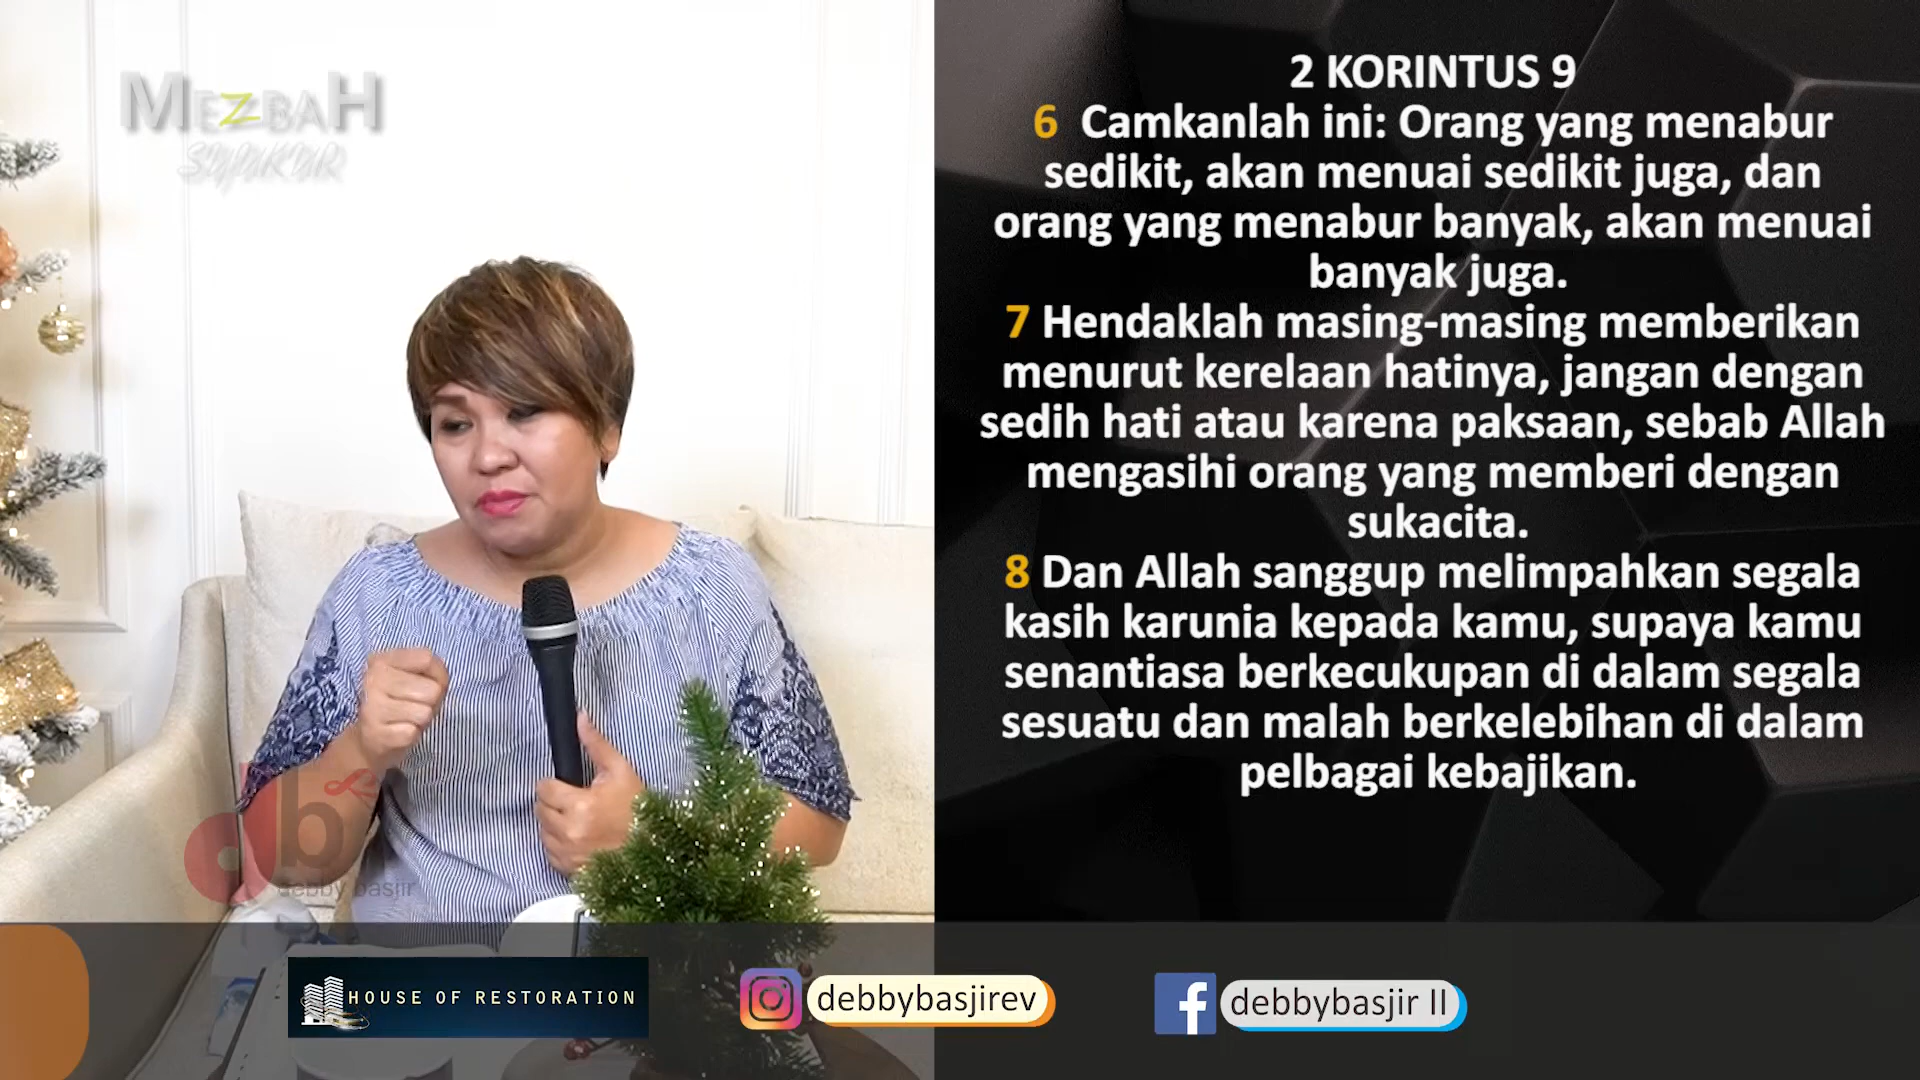 MEZBAH
SYUKUR
2 KORINTUS 9
6 Camkanlah ini: Orang yang menabur
sedikit, akan menuai sedikit juga, dan
orang yang menabur banyak, akan menuai
banyak juga.
7 Hendaklah masing-masing memberikan
menurut kerelaan hatinya, jangan dengan
sedih hati atau karena paksaan, sebab Allah
mengasihi orang yang memberi dengan
sukacita.
8 Dan Allah sanggup melimpahkan segala
kasih karunia kepada kamu, supaya kamu
senantiasa berkecukupan di dalam segala
sesuatu dan malah berkelebihan di dalam
pelbagai kebajikan.
db
debby basjir
HOUSE OF RESTORATION
debbybasjirev
debbybasjir II